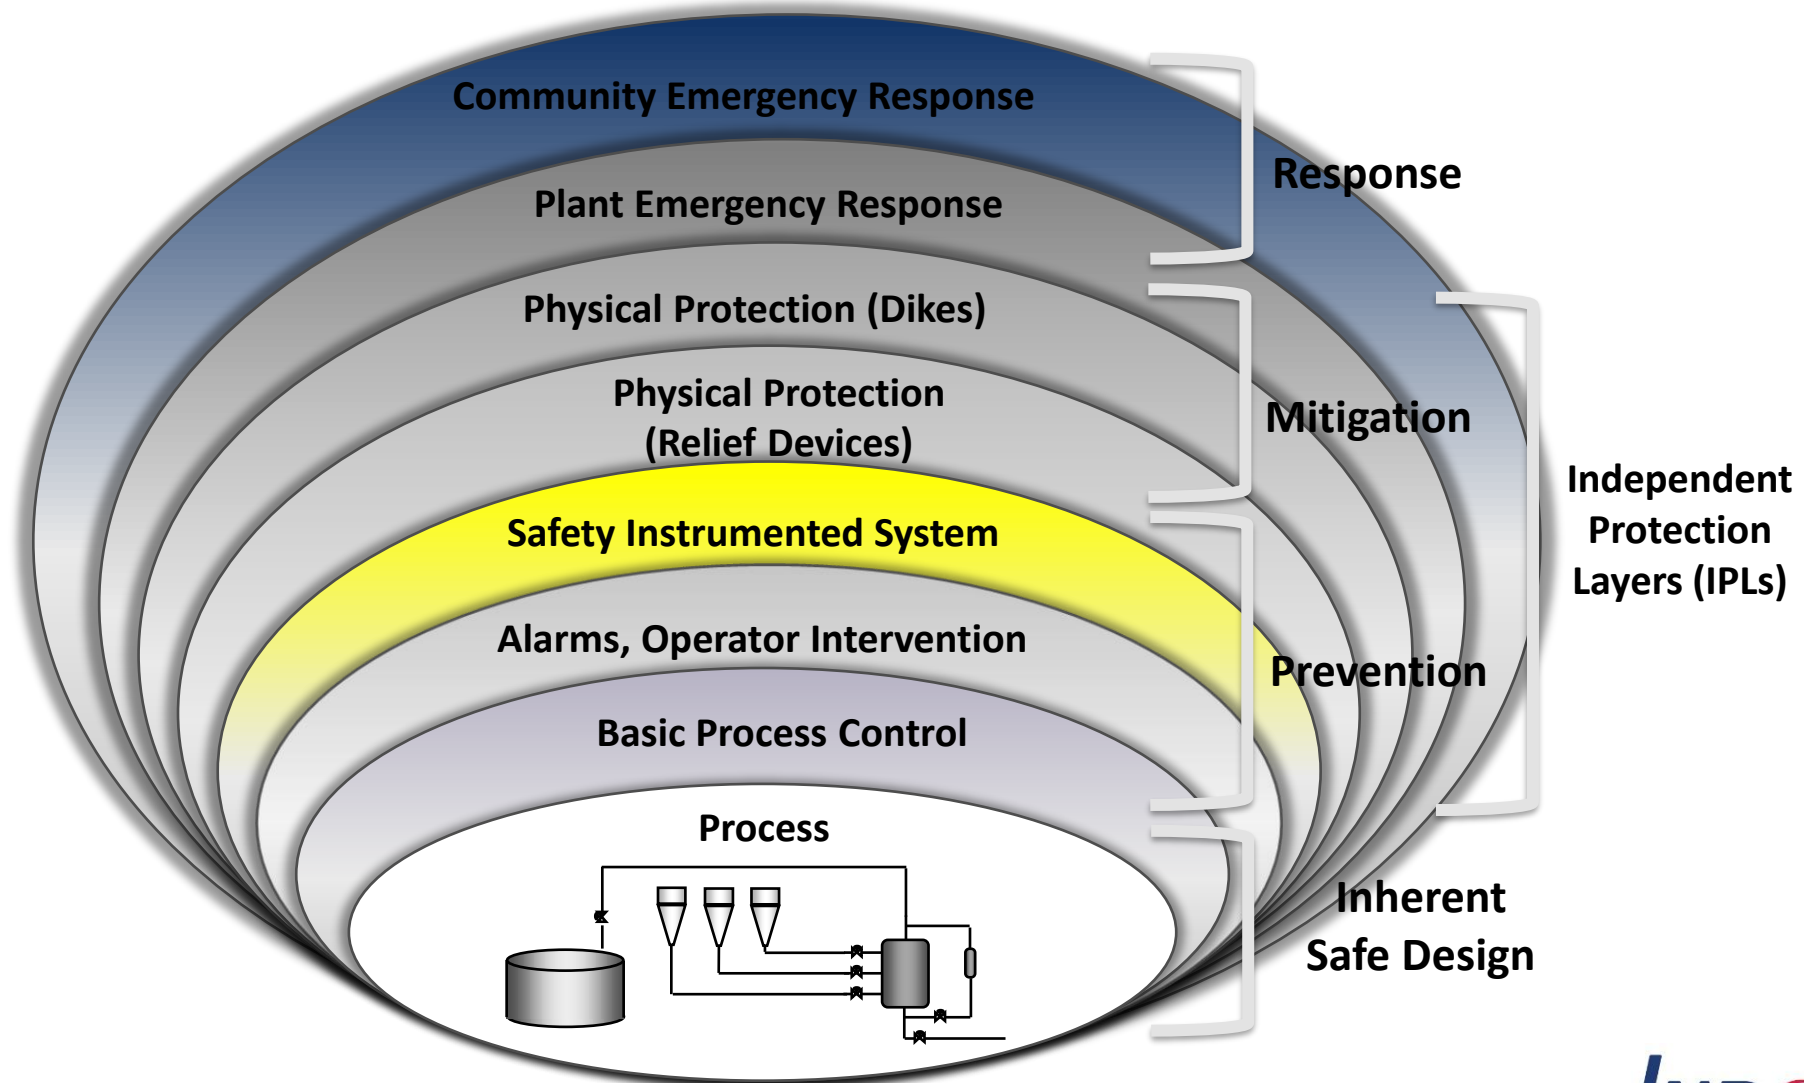 Community Emergency Response
Response
Plant Emergency Response
Physical Protection (Dikes)
Physical Protection
(Relief Devices)
Mitigation
Independent
Protection
Layers (IPLs)
Safety Instrumented System
Alarms, Operator Intervention
Prevention
Basic Process Control
Process
Inherent
Safe Design